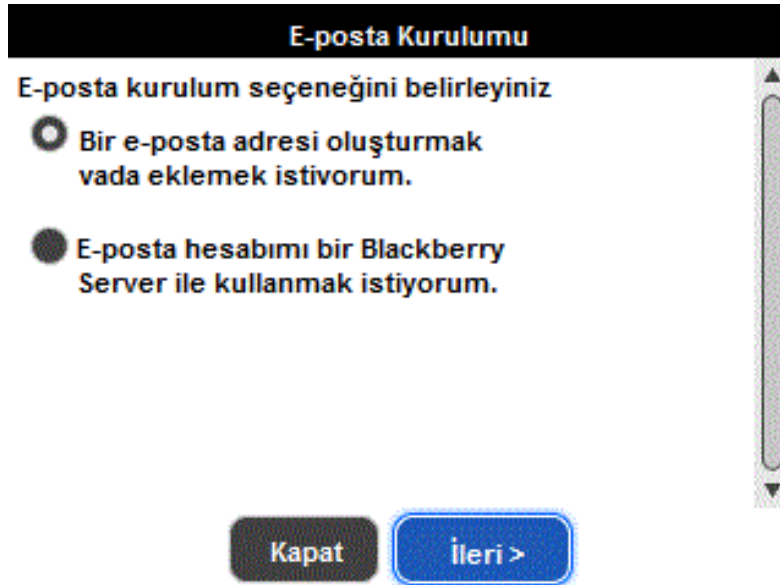 E-posta Kurulumu
E-posta kurulum seçeneğini belirleyiniz
Bir e-posta adresi oluşturmak
vada eklemek istivorum.
E-posta hesabımı bir Blackberry
Server ile kullanmak istiyorum.
Kapat
İleri >